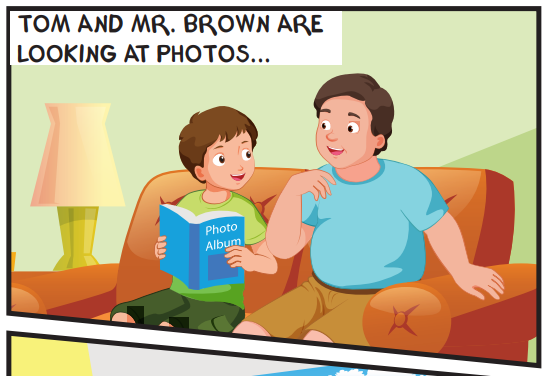 TOM AND MR. BROWN ARE
LOOKING AT PHOTOS...
Photo
Album